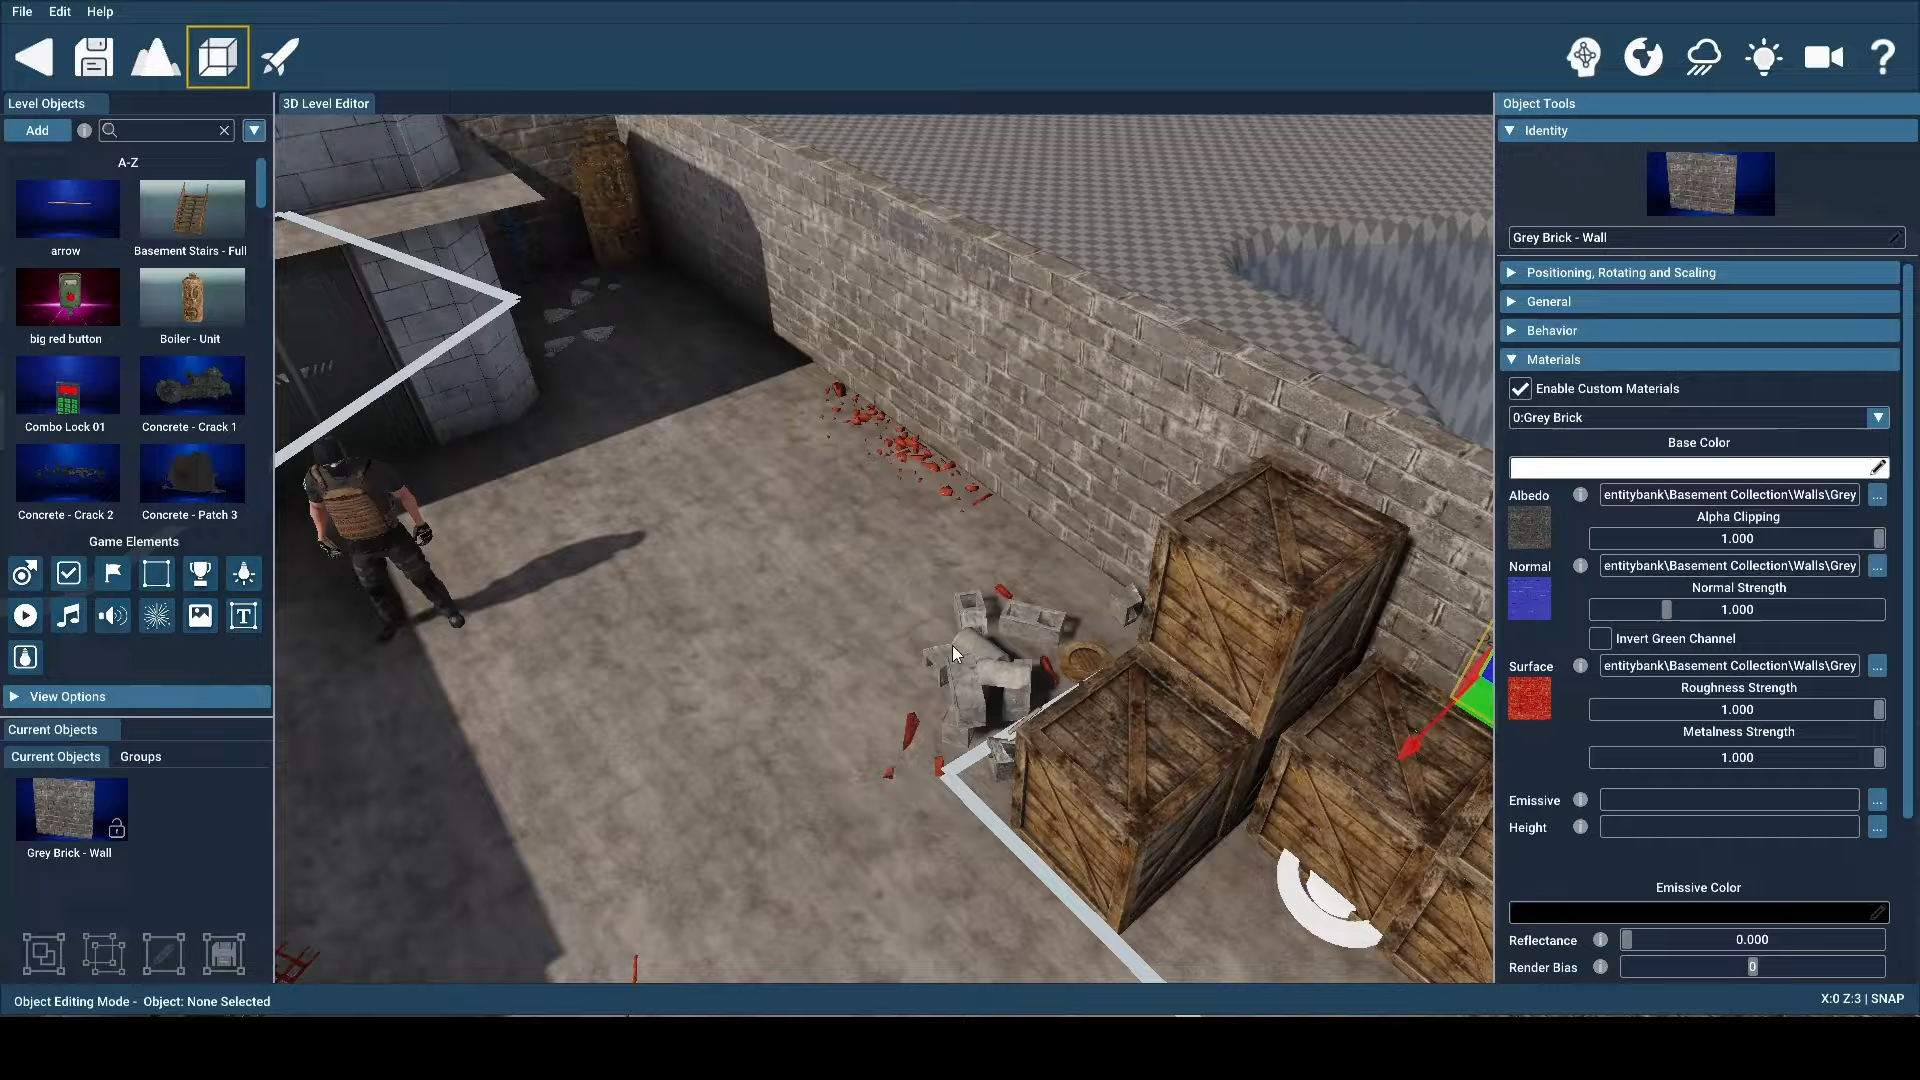 File Edit Help
Level Objects
Add
A-Z
arrow
Basement Stairs - Full
big red button
Boiler - Unit
Combo Lock 01
Concrete - Crack 1
Concrete - Crack 2
Concrete - Patch 3
Game Elements
View Options
Current Objects
Current Objects Groups
Grey Brick - Wall
3D Level Editor
Object Tools
Identity
Grey Brick - Wall
Positioning, Rotating and Scaling
General
Behavior
Materials
Enable Custom Materials
0:Grey Brick
Base Color
Albedo entitybank\Basement Collection\Walls\Grey ...
Alpha Clipping
1.000
Normal entitybank\Basement Collection\Walls\Grey ...
Normal Strength
1.000
Invert Green Channel
Surface entitybank\Basement Collection\Walls\Grey ...
Roughness Strength
1.000
Metalness Strength
1.000
Emissive ...
Height ...
Emissive Color
Reflectance 0.000
Render Bias 0
Object Editing Mode - Object: None Selected
X:0 Z:3 | SNAP